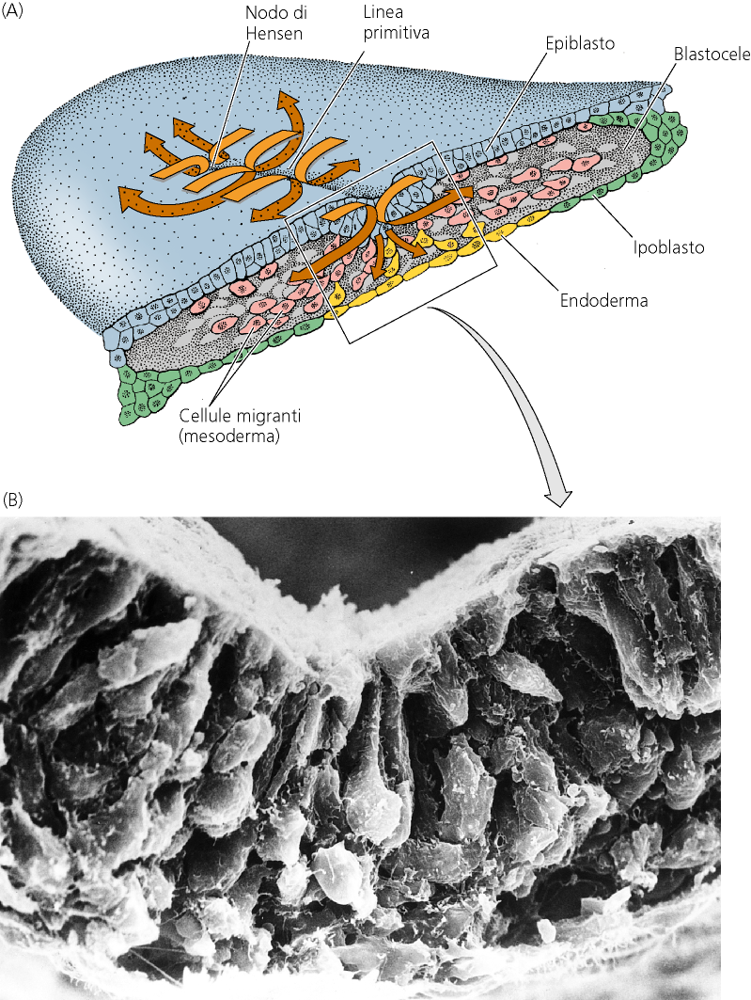 (A)
Nodo di
Hensen
Linea
primitiva
Epiblasto
Blastocele
Ipoblasto
Endoderma
Cellule migranti
(mesoderma)
(B)